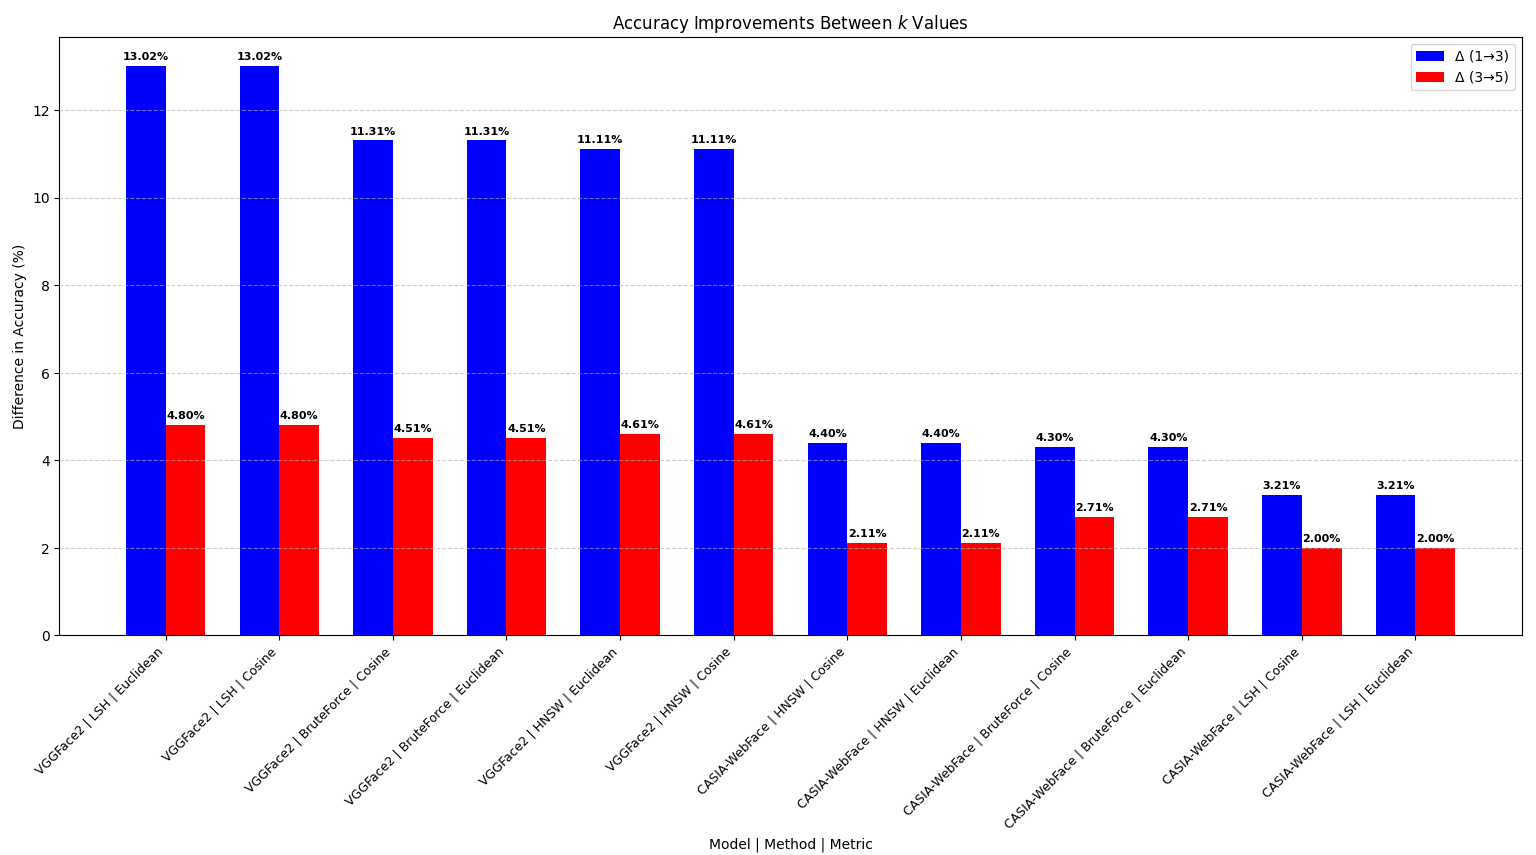 Accuracy Improvements Between k Values
Δ (1→3)
Δ (3→5)
Difference in Accuracy (%)
12
10
8
6
4
2
0
13.02%
4.80%
13.02%
4.80%
11.31%
4.51%
11.31%
4.51%
11.11%
4.61%
11.11%
4.61%
4.40%
2.11%
4.40%
2.11%
4.30%
2.71%
4.30%
2.71%
3.21%
2.00%
3.21%
2.00%
VGGFace2 | LSH | Euclidean
VGGFace2 | LSH | Cosine
VGGFace2 | BruteForce | Cosine
VGGFace2 | BruteForce | Euclidean
VGGFace2 | HNSW | Euclidean
VGGFace2 | HNSW | Cosine
CASIA-WebFace | HNSW | Cosine
CASIA-WebFace | HNSW | Euclidean
CASIA-WebFace | BruteForce | Cosine
CASIA-WebFace | BruteForce | Euclidean
CASIA-WebFace | LSH | Cosine
CASIA-WebFace | LSH | Euclidean
Model | Method | Metric